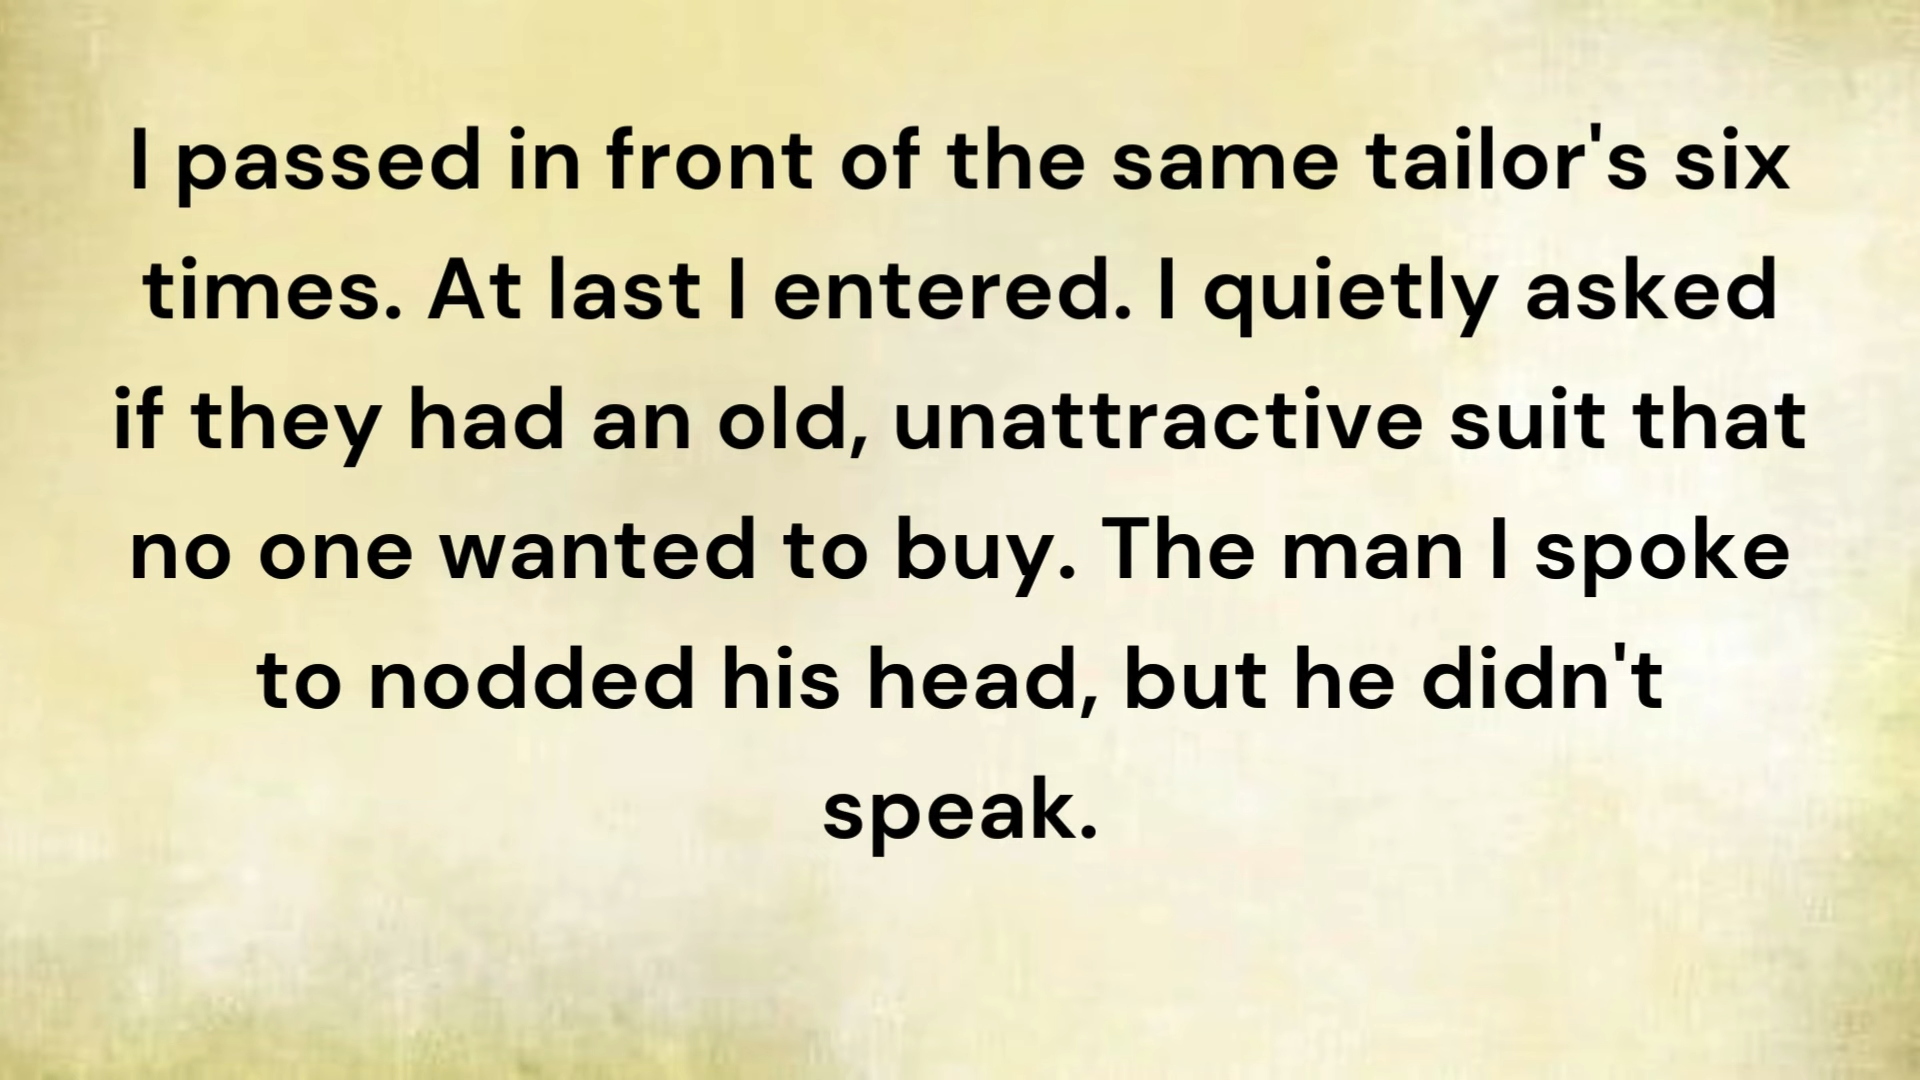 I passed in front of the same tailor's six
times. At last I entered. I quietly asked
if they had an old, unattractive suit that
no one wanted to buy. The man I spoke
to nodded his head, but he didn't
speak.